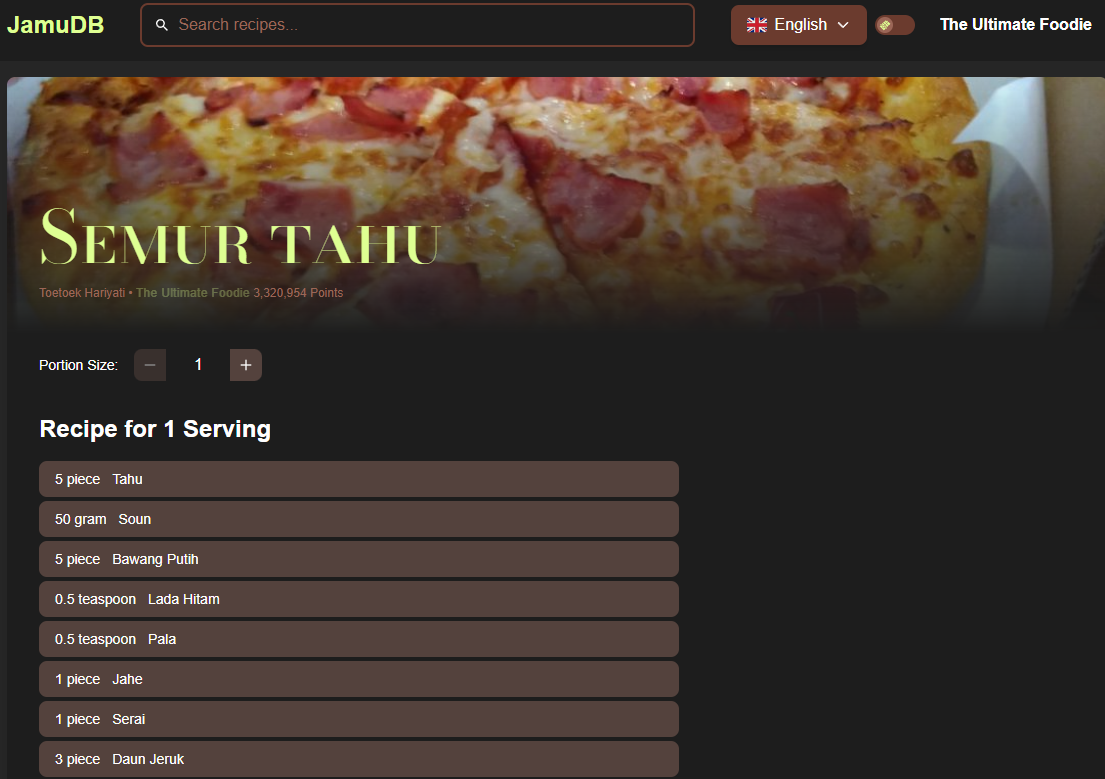 JamuDB
Search recipes...
English
The Ultimate Foodie
Semur tahu
Toetoek Hariyati • The Ultimate Foodie 3,320,954 Points
Portion Size:
1
Recipe for 1 Serving
5 piece Tahu
50 gram Soun
5 piece Bawang Putih
0.5 teaspoon Lada Hitam
0.5 teaspoon Pala
1 piece Jahe
1 piece Serai
3 piece Daun Jeruk